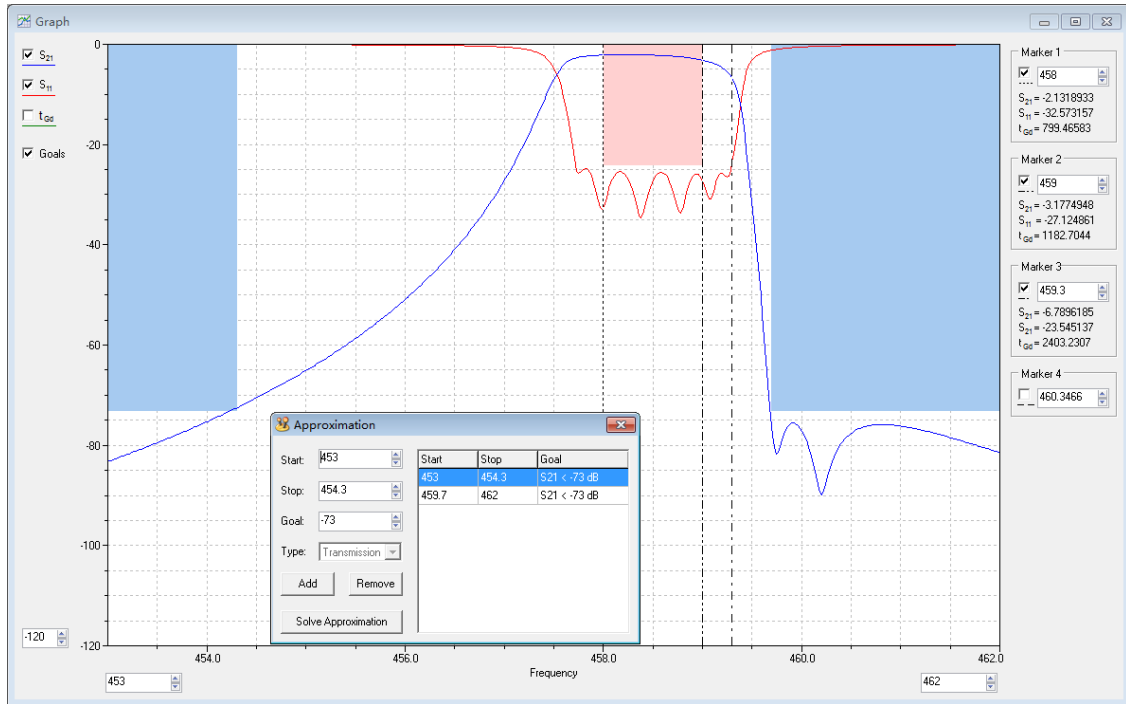 Graph
S21
S11
tGd
Goals
0
-20
-40
-60
-80
-100
-120
-120
454.0
456.0
458.0
460.0
462.0
Frequency
453
462
Marker 1
458
S21 = -2.1318933
S11 = -32.573157
tGd = 799.46583
Marker 2
459
S21 = -3.1774948
S11 = -27.124861
tGd = 1182.7044
Marker 3
459.3
S21 = -6.7896185
S21 = -23.545137
tGd = 2403.2307
Marker 4
460.3466
Approximation
Start: 453
Stop: 454.3
Goal: -73
Type: Transmission
Add Remove
Solve Approximation
Start Stop Goal
453 454.3 S21 < -73 dB
459.7 462 S21 < -73 dB